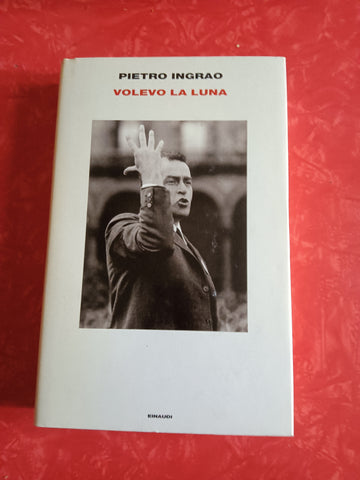 PIETRO INGRAO
VOLEVO LA LUNA
EINAUDI